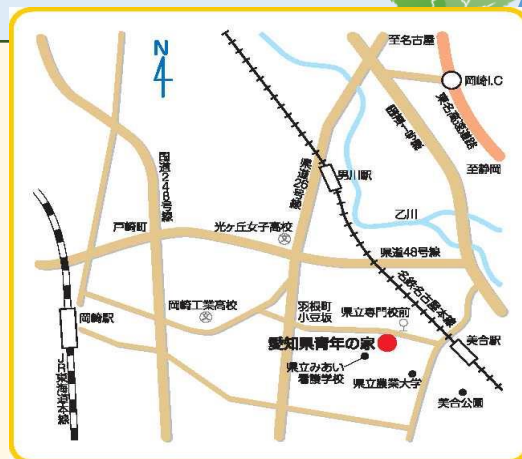 至名古屋
N
岡崎I.C
東名高速道路
国道一号線
至静岡
国道248号線
県道26号線
男川駅
乙川
戸崎町
光ヶ丘女子高校
県道48号線
名鉄名古屋本線
岡崎工業高校
羽根町
小豆坂
県立専門校前
岡崎駅
愛知県青年の家
美合駅
県立みあい
看護学校
県立農業大学
美合公園
JR東海道本線